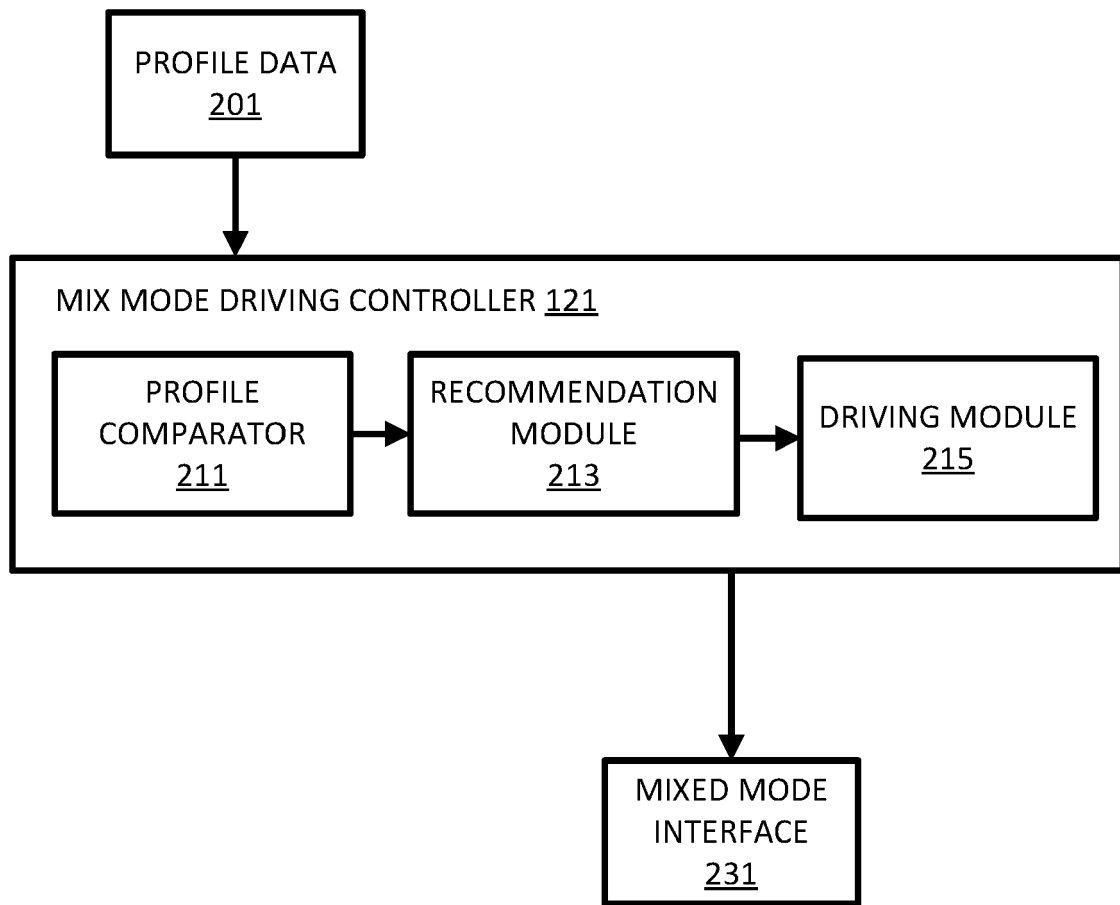 PROFILE DATA
201
MIX MODE DRIVING CONTROLLER 121
PROFILE
COMPARATOR
211
RECOMMENDATION
MODULE
213
DRIVING MODULE
215
MIXED MODE
INTERFACE
231